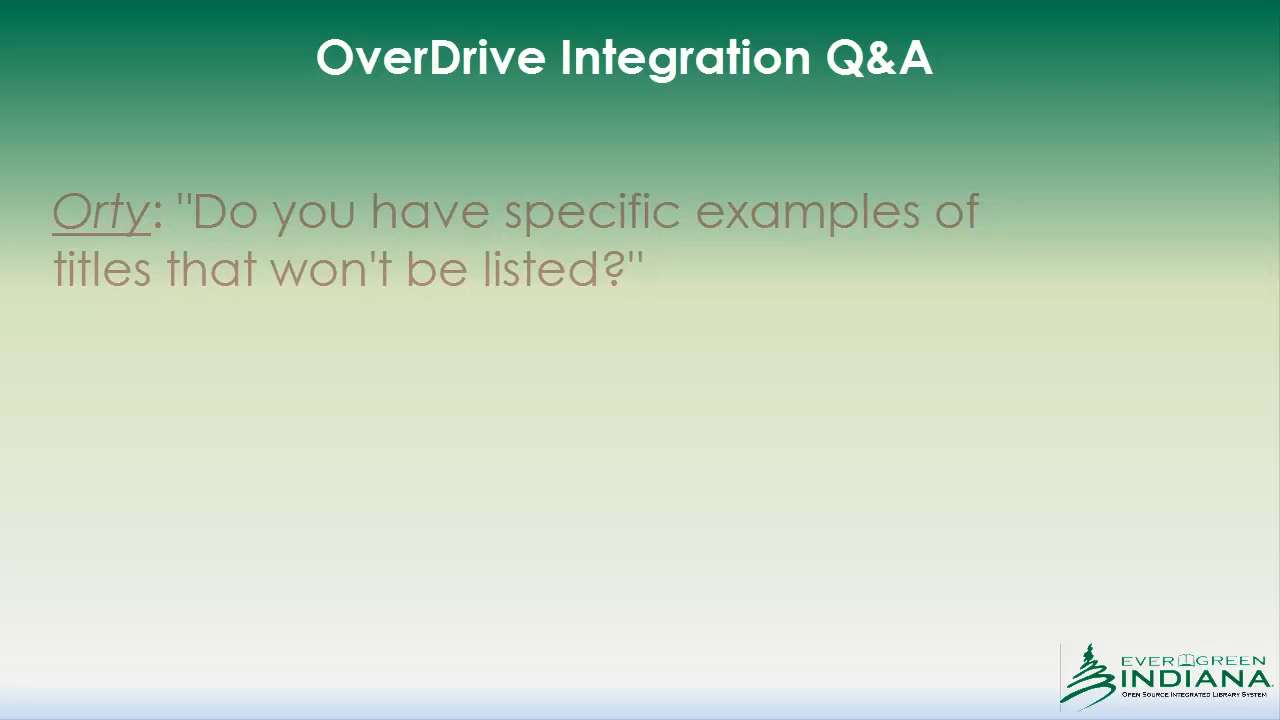 OverDrive Integration Q&A
Orty: "Do you have specific examples of
titles that won't be listed?"
EVERGREEN
INDIANA
OPEN SOURCE INTEGRATED LIBRARY SYSTEM